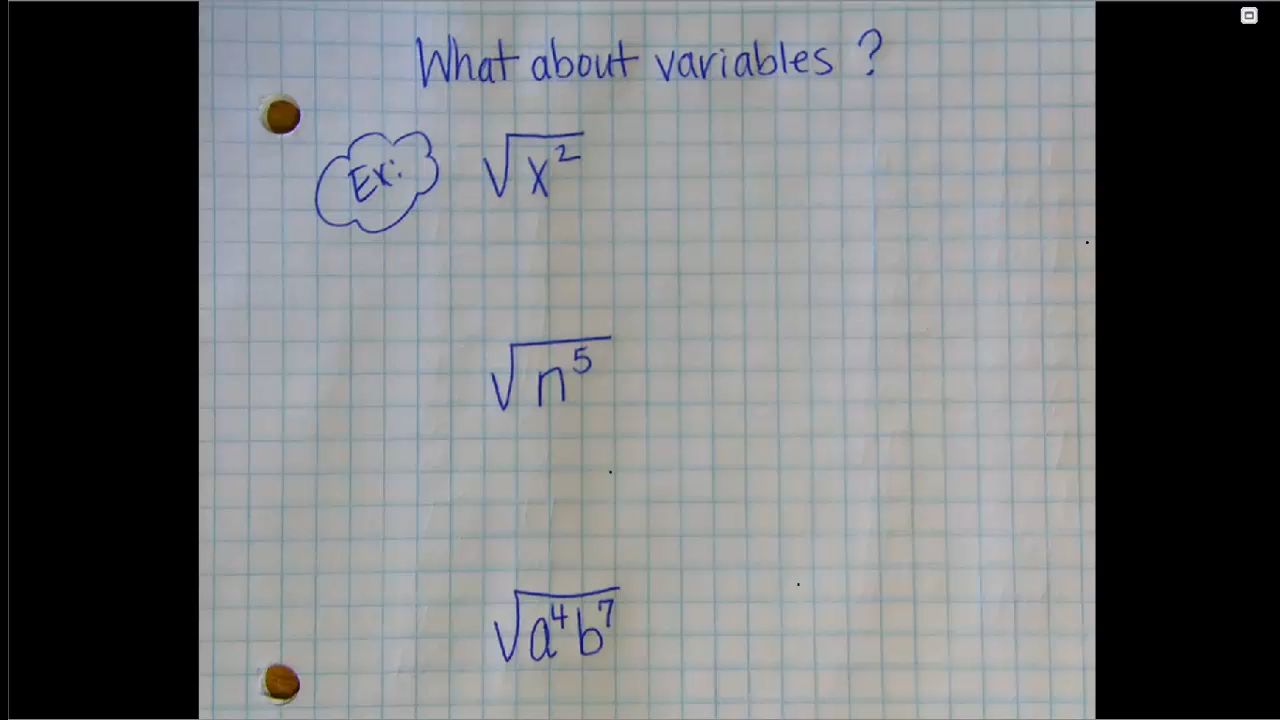 What about variables ?
Ex: √x²
√n⁵
√a⁴b⁷